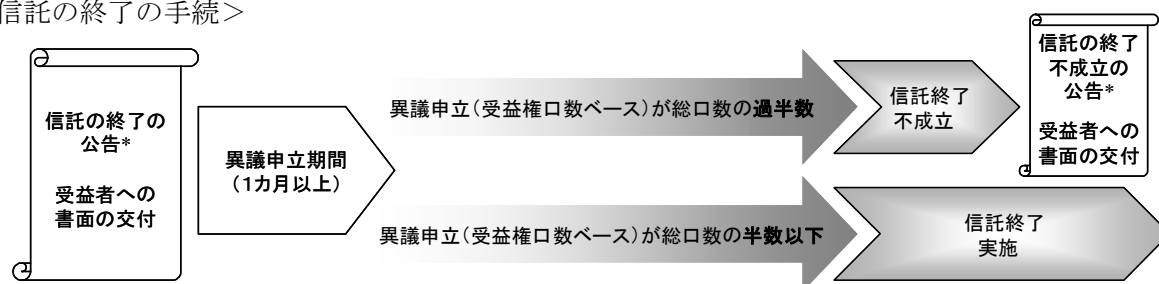 信託の終了の手続＞
信託の終了の
公告*
受益者への
書面の交付
異議申立期間
（1カ月以上）
異議申立（受益権口数ベース）が総口数の過半数
信託終了
不成立
信託の終了
不成立の
公告*
受益者への
書面の交付
異議申立（受益権口数ベース）が総口数の半数以下
信託終了
実施